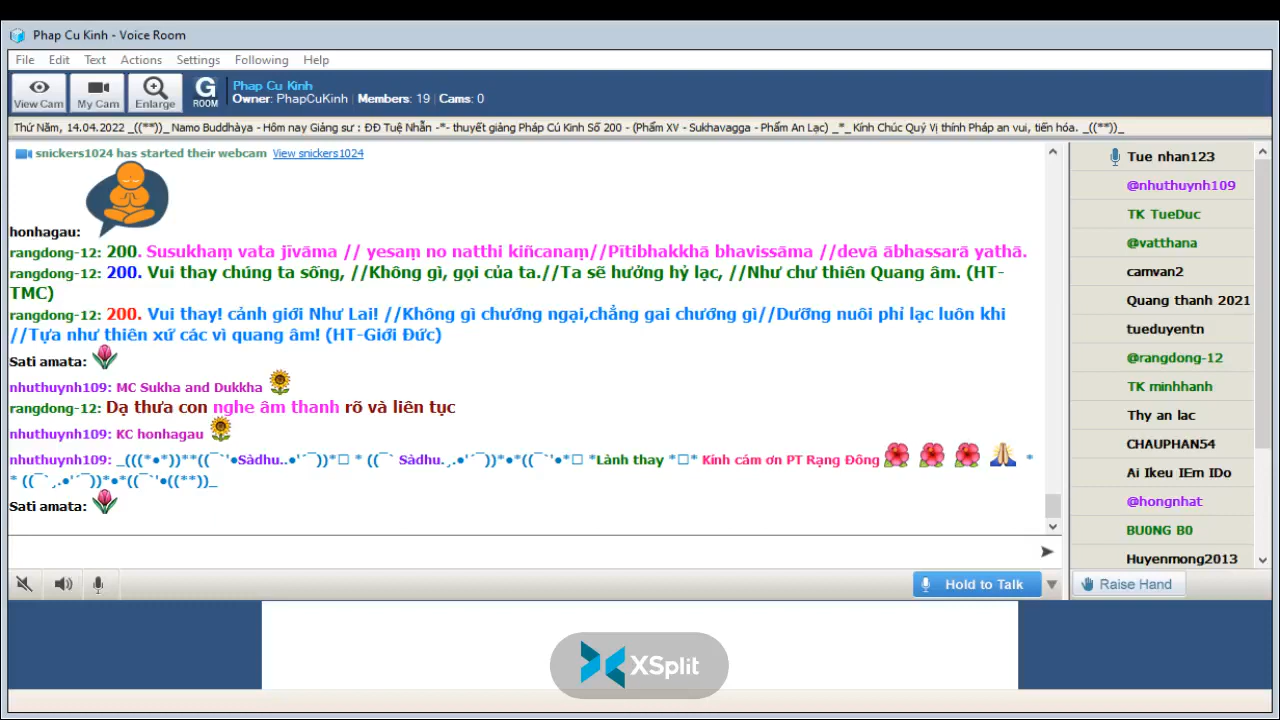 Phap Cu Kinh - Voice Room
File Edit Text Actions Settings Following Help
View Cam My Cam Enlarge G ROOM
Phap Cu Kinh
Owner: PhapCuKinh | Members: 19 | Cams: 0
Thứ Năm, 14.04.2022 _((**))_ Namo Buddhàya - Hôm nay Giảng sư : ĐĐ Tuệ Nhẫn -*- thuyết giảng Pháp Cú Kinh Số 200 - (Phẩm XV - Sukhavagga - Phẩm An Lạc) _*_ Kính Chúc Quý Vị thính Pháp an vui, tiến hóa. _((**))_
snickers1024 has started their webcam View snickers1024
honhagau:
rangdong-12: 200. Susukhaṃ vata jīvāma // yesaṃ no natthi kiñcanaṃ//Pītibhakkhā bhavissāma //devā ābhassarā yathā.
rangdong-12: 200. Vui thay chúng ta sống, //Không gì, gọi của ta.//Ta sẽ hưởng hỷ lạc, //Như chư thiên Quang âm. (HT-
TMC)
rangdong-12: 200. Vui thay! cảnh giới Như Lai! //Không gì chướng ngại,chẳng gai chướng gì//Dưỡng nuôi phỉ lạc luôn khi
//Tựa như thiên xứ các vì quang âm! (HT-Giới Đức)
Sati amata:
nhuthuynh109: MC Sukha and Dukkha
rangdong-12: Dạ thưa con nghe âm thanh rõ và liên tục
nhuthuynh109: KC honhagau
nhuthuynh109: _(((*●*))**((¯`'●Sàdhu..●'´¯))*□ * ((¯` Sàdhu.¸.●'´¯))*●*((¯`'●*□ *Lành thay *□* Kính cám ơn PT Rạng Đông *
* ((¯`¸.●'´¯))*●*((¯`'●((**))_
Sati amata:
Hold to Talk
Tue nhan123
@nhuthuynh109
TK TueDuc
@vatthana
camvan2
Quang thanh 2021
tueduyentn
@rangdong-12
TK minhhanh
Thy an lac
CHAUPHAN54
Ai Ikeu IEm IDo
@hongnhat
BU0NG B0
Huyenmong2013
Raise Hand
XSplit